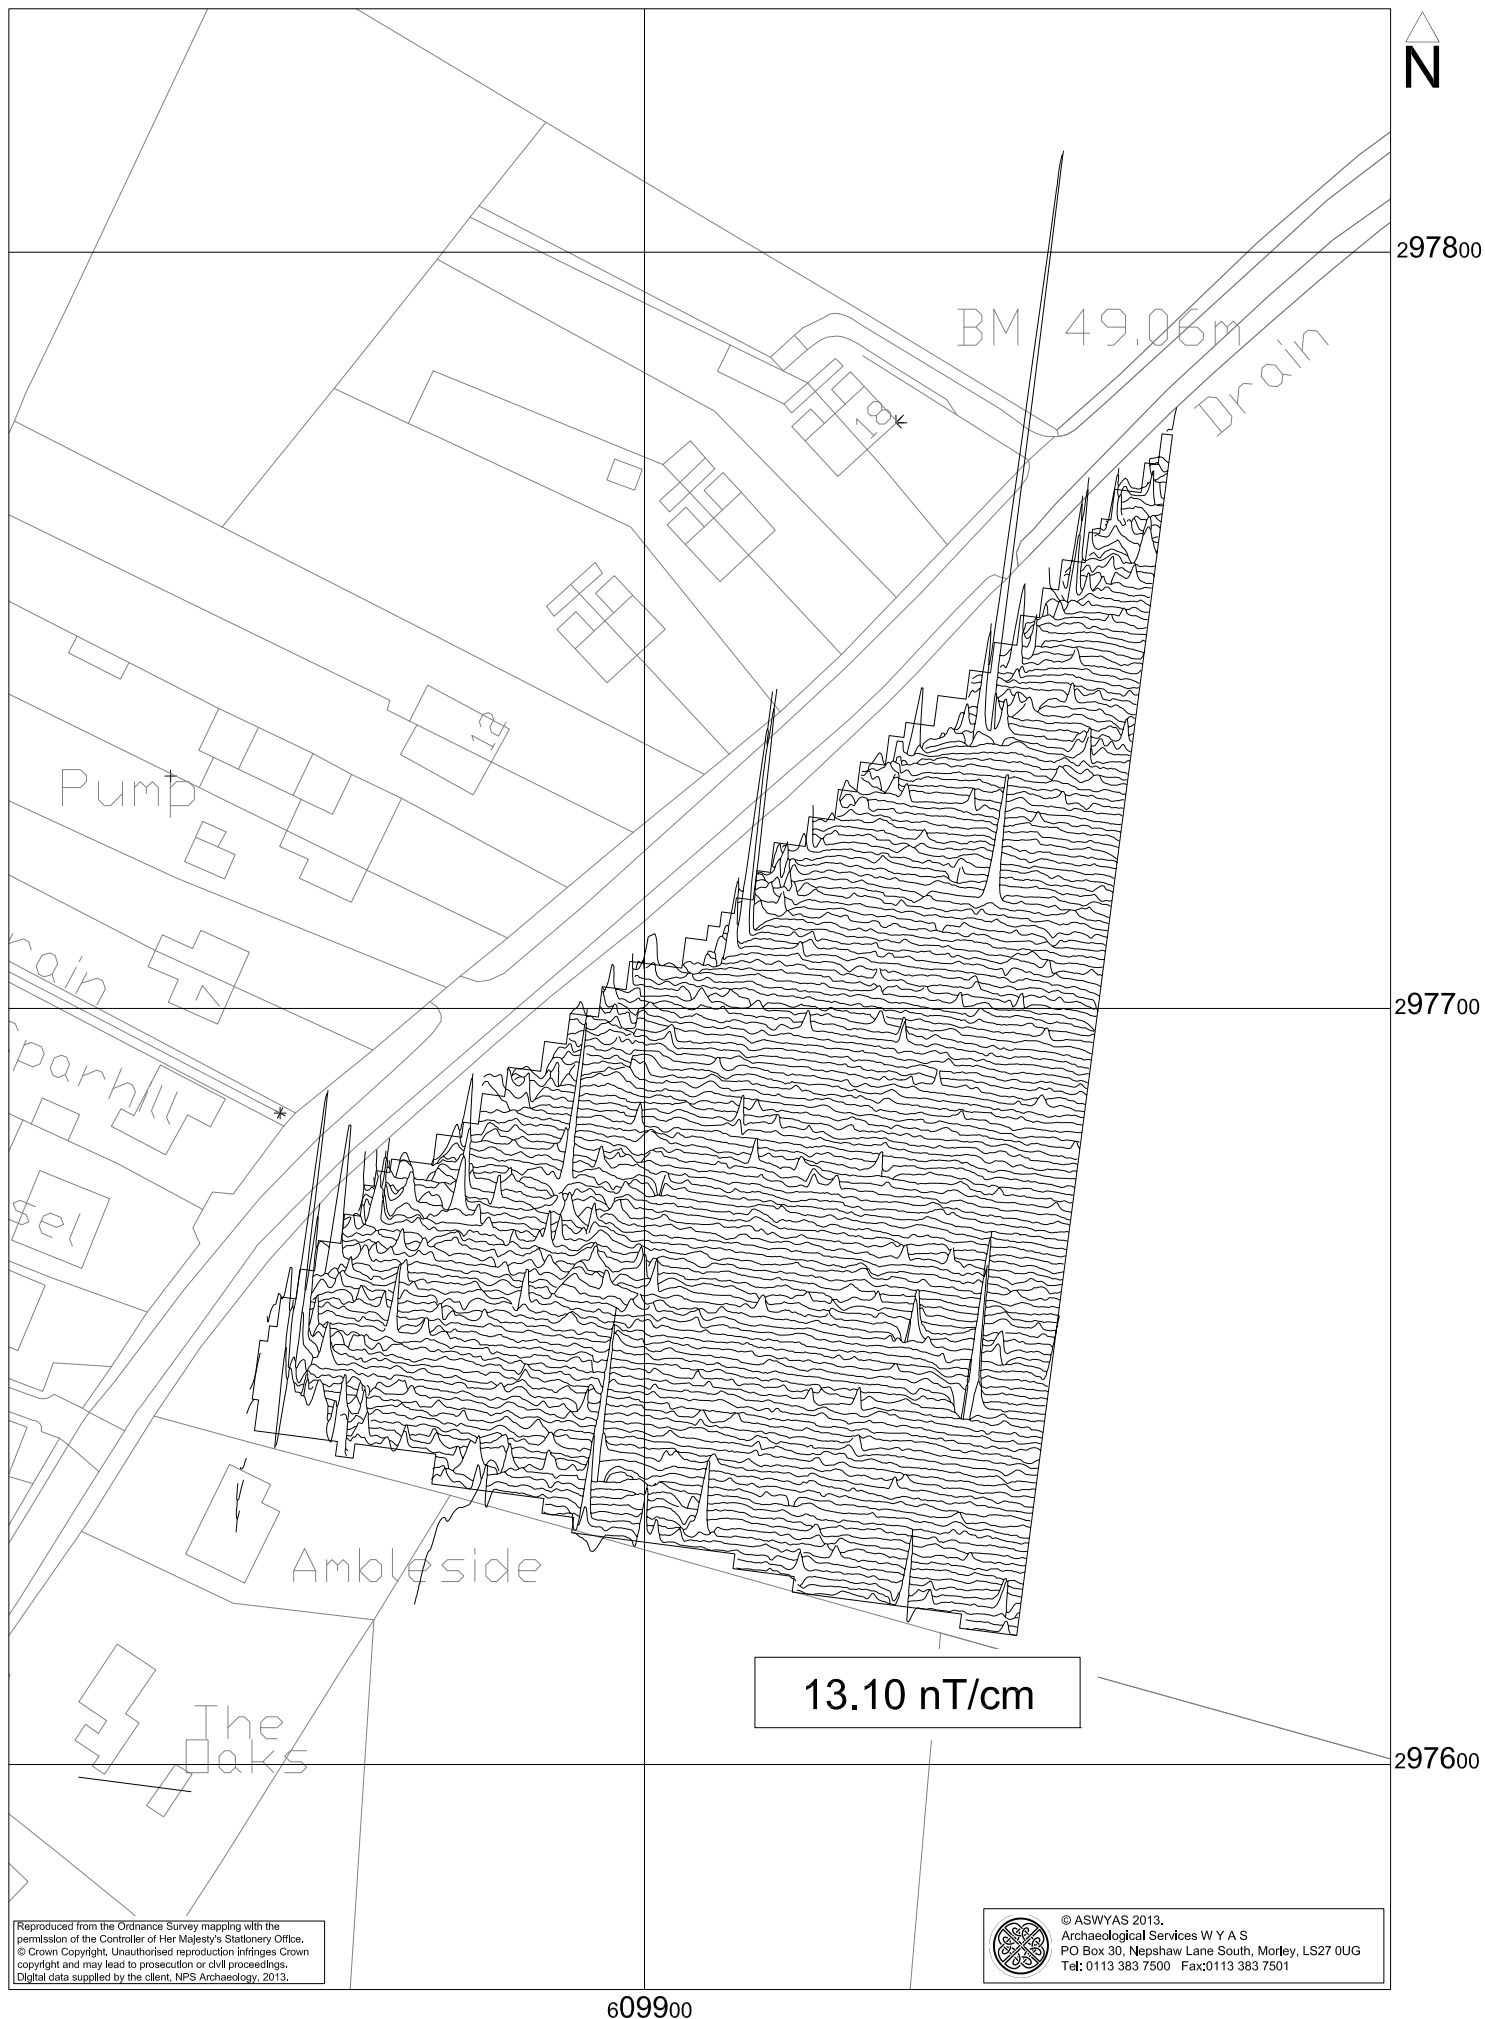 N
29780​0
BM 49.06m
Drain
18
12
Pump
rain
7
297700
parhill
sel
Ambleside
13.10 nT/cm
The
Oaks
297600
Reproduced from the Ordnance Survey mapping with the
permission of the Controller of Her Majesty's Stationery Office.
© Crown Copyright. Unauthorised reproduction infringes Crown
copyright and may lead to prosecution or civil proceedings.
Digital data supplied by the client, NPS Archaeology, 2013.
© ASWYAS 2013.
Archaeological Services W Y A S
PO Box 30, Nepshaw Lane South, Morley, LS27 0UG
Tel: 0113 383 7500 Fax:0113 383 7501
609900